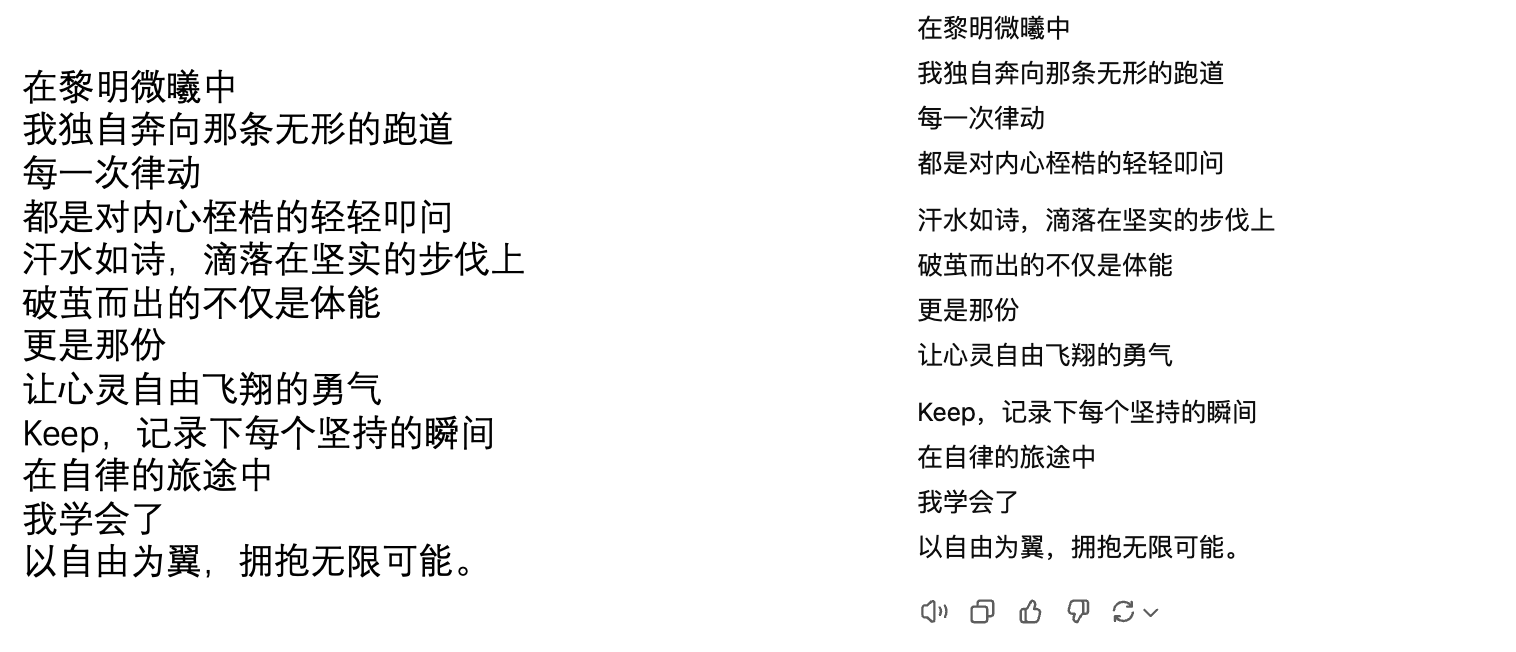 在黎明微曦中
我独自奔向那条无形的跑道
每一次律动
都是对内心桎梏的轻轻叩问
汗水如诗，滴落在坚实的步伐上
破茧而出的不仅是体能
更是那份
让心灵自由飞翔的勇气
Keep，记录下每个坚持的瞬间
在自律的旅途中
我学会了
以自由为翼，拥抱无限可能。
在黎明微曦中
我独自奔向那条无形的跑道
每一次律动
都是对内心桎梏的轻轻叩问
汗水如诗，滴落在坚实的步伐上
破茧而出的不仅是体能
更是那份
让心灵自由飞翔的勇气
Keep，记录下每个坚持的瞬间
在自律的旅途中
我学会了
以自由为翼，拥抱无限可能。